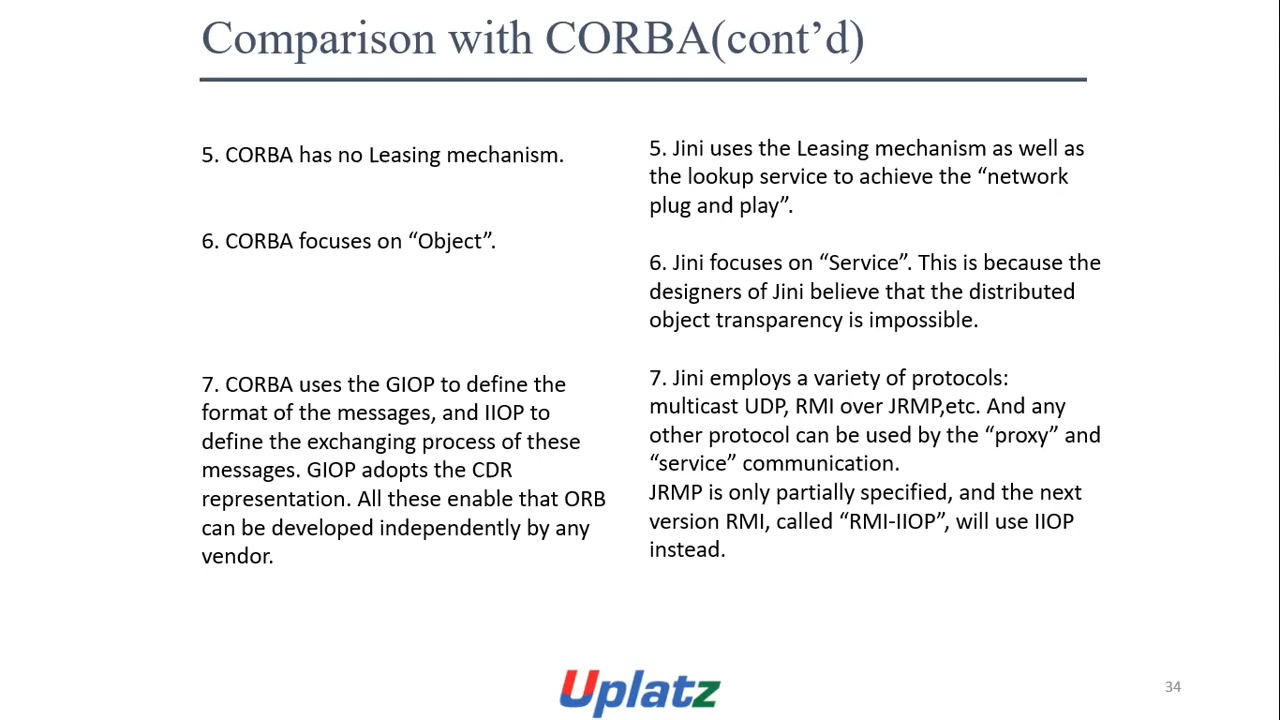 Comparison with CORBA(cont’d)
5. CORBA has no Leasing mechanism.
6. CORBA focuses on “Object”.
7. CORBA uses the GIOP to define the
format of the messages, and IIOP to
define the exchanging process of these
messages. GIOP adopts the CDR
representation. All these enable that ORB
can be developed independently by any
vendor.
5. Jini uses the Leasing mechanism as well as
the lookup service to achieve the “network
plug and play”.
6. Jini focuses on “Service”. This is because the
designers of Jini believe that the distributed
object transparency is impossible.
7. Jini employs a variety of protocols:
multicast UDP, RMI over JRMP,etc. And any
other protocol can be used by the “proxy” and
“service” communication.
JRMP is only partially specified, and the next
version RMI, called “RMI-IIOP”, will use IIOP
instead.
Uplatz
34